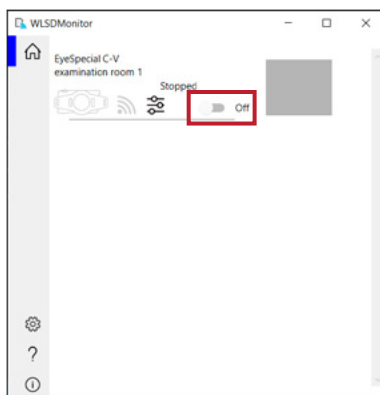 WLSDMonitor
EyeSpecial C-V
examination room 1
Stopped
Off